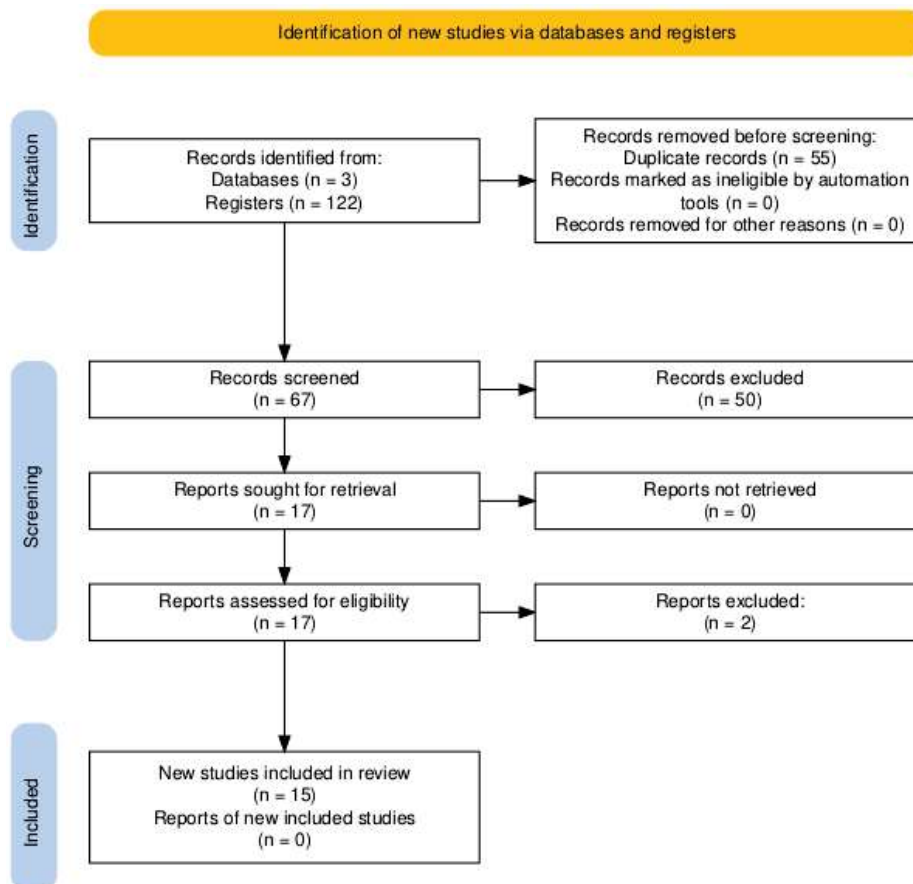 Identification of new studies via databases and registers
Identification
Records identified from:
Databases (n = 3)
Registers (n = 122)
Records removed before screening:
Duplicate records (n = 55)
Records marked as ineligible by automation
tools (n = 0)
Records removed for other reasons (n = 0)
Screening
Records screened
(n = 67)
Records excluded
(n = 50)
Reports sought for retrieval
(n = 17)
Reports not retrieved
(n = 0)
Reports assessed for eligibility
(n = 17)
Reports excluded:
(n = 2)
Included
New studies included in review
(n = 15)
Reports of new included studies
(n = 0)